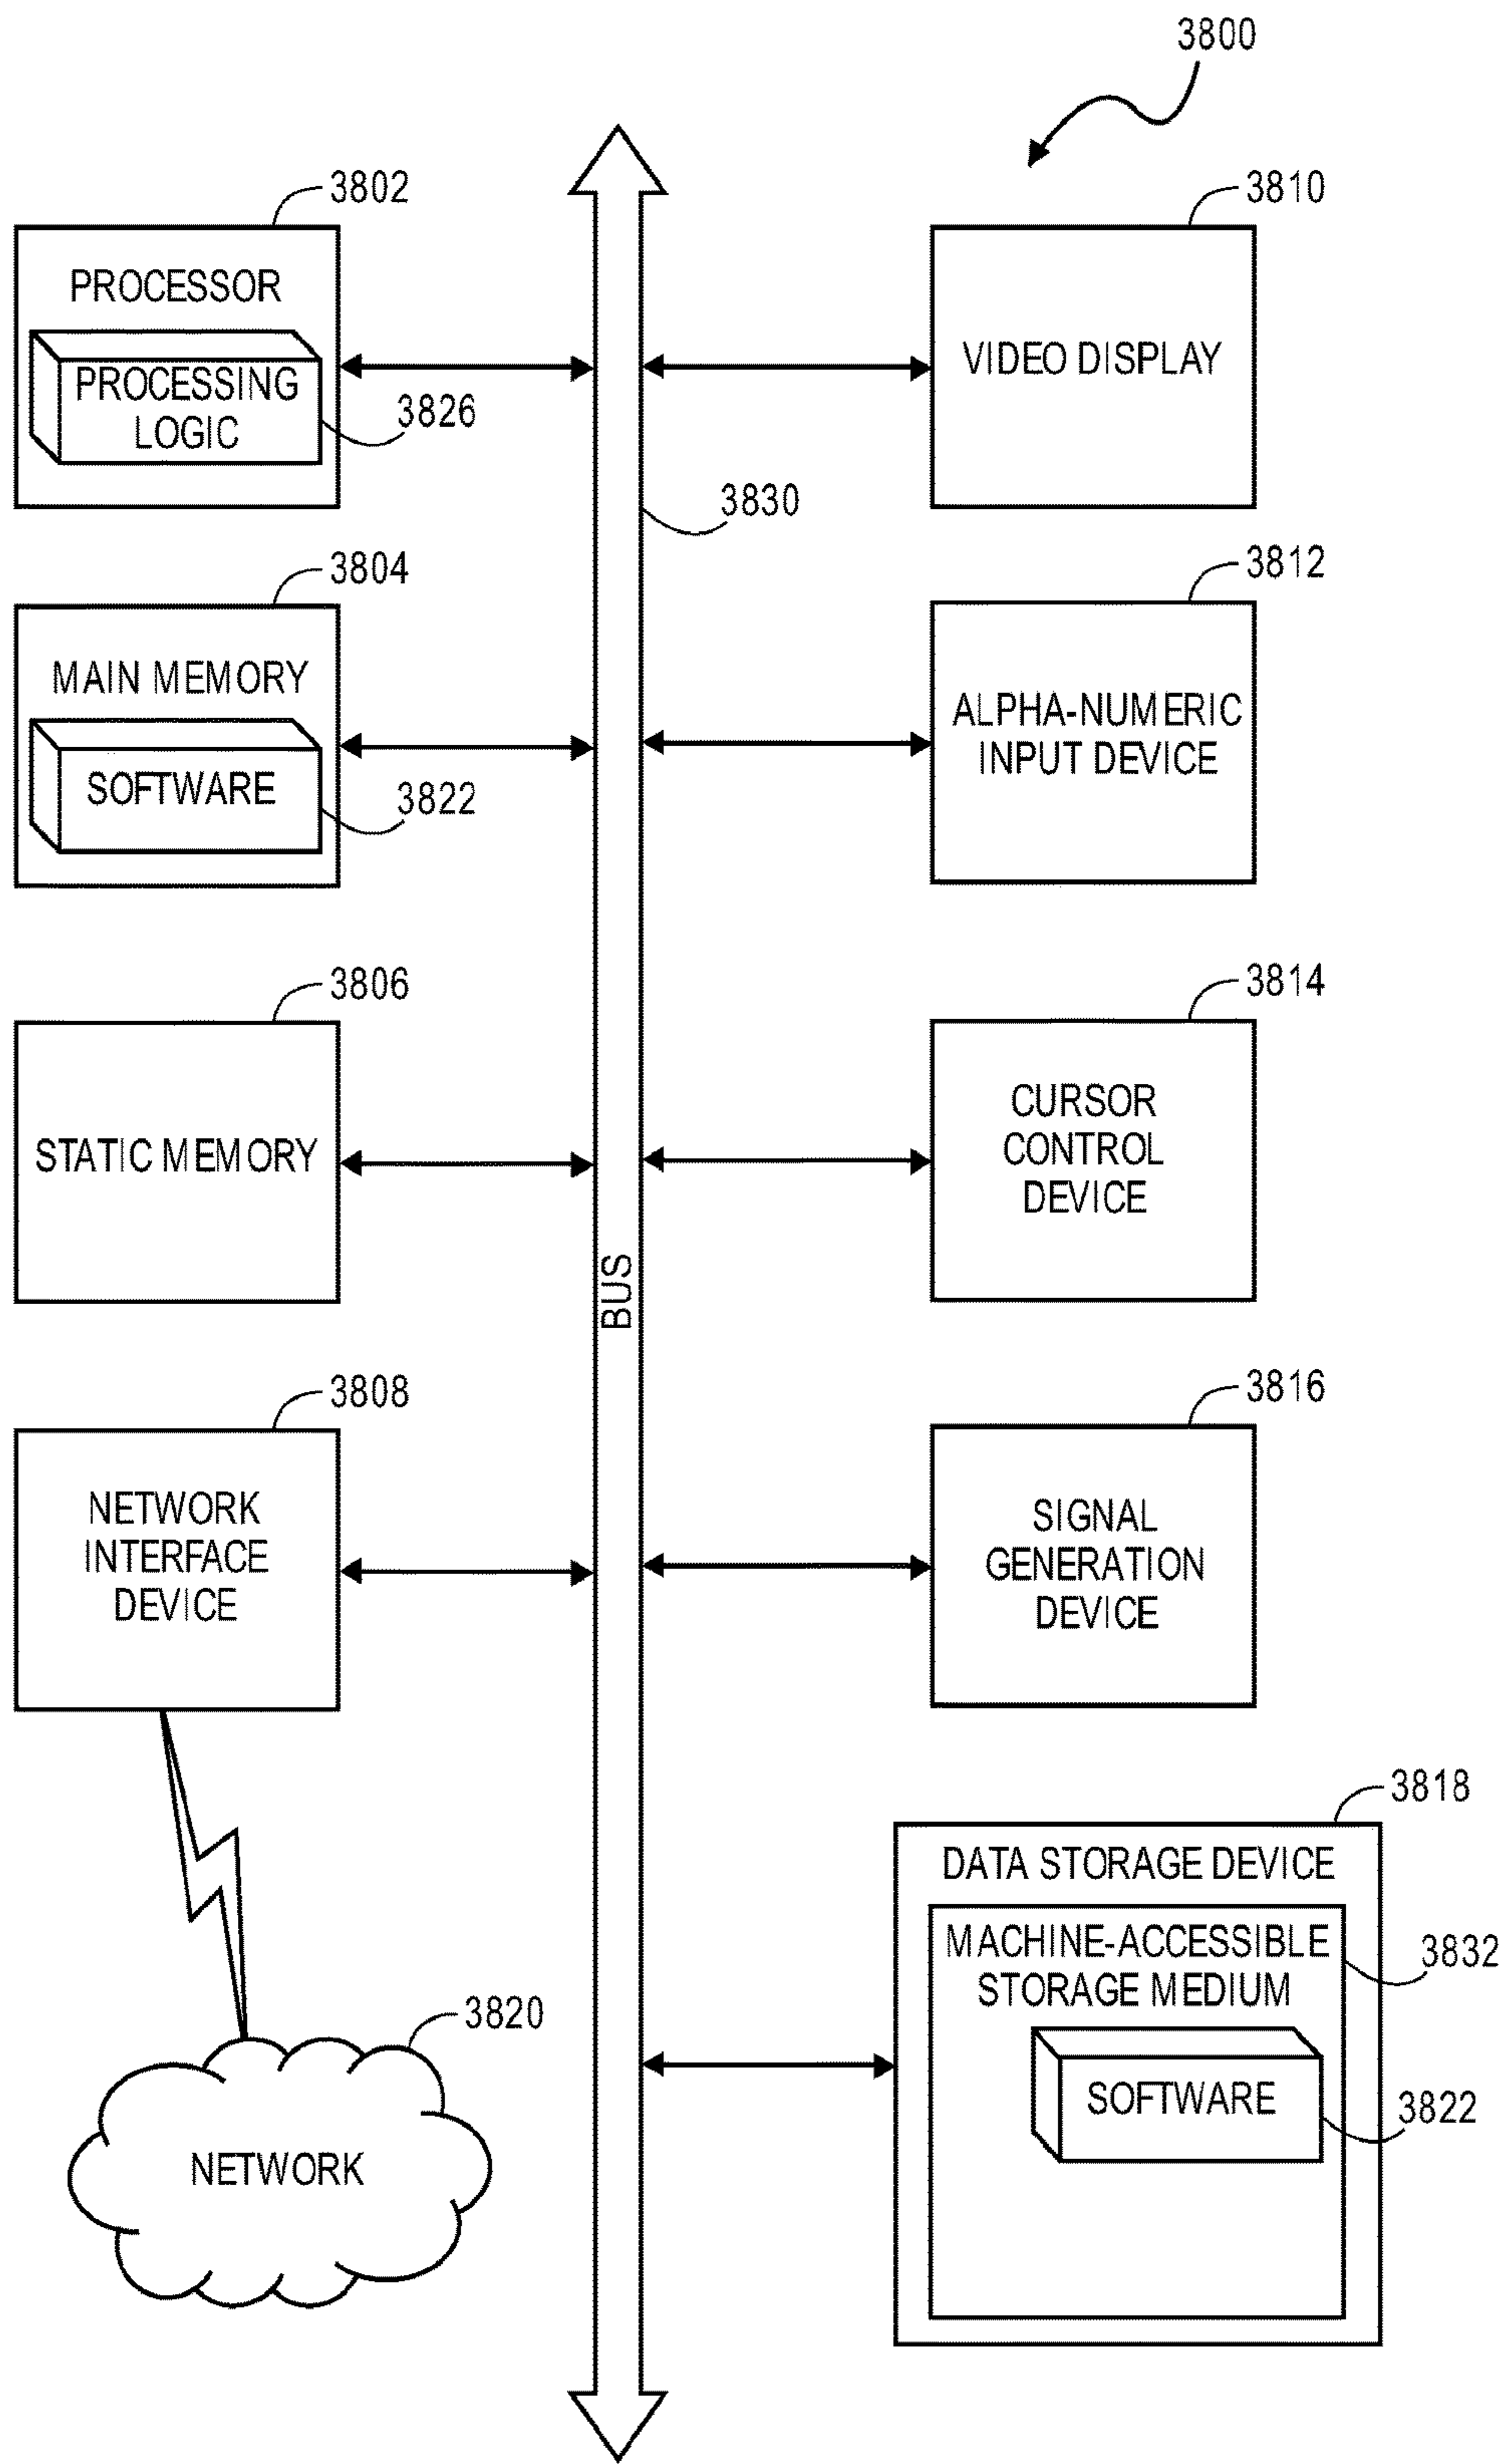 3800
3802
PROCESSOR
PROCESSING
LOGIC
3826
3810
VIDEO DISPLAY
3830
3804
MAIN MEMORY
SOFTWARE
3822
3812
ALPHA-NUMERIC
INPUT DEVICE
3806
STATIC MEMORY
3814
CURSOR
CONTROL
DEVICE
BUS
3808
NETWORK
INTERFACE
DEVICE
3816
SIGNAL
GENERATION
DEVICE
3818
DATA STORAGE DEVICE
MACHINE-ACCESSIBLE
STORAGE MEDIUM
3832
SOFTWARE
3822
3820
NETWORK